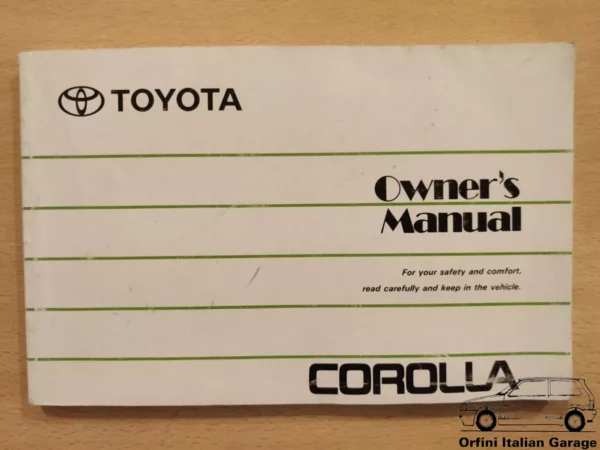 TOYOTA
Owner's
Manual
For your safety and comfort,
read carefully and keep in the vehicle.
COROLLA
Orfini Italian Garage